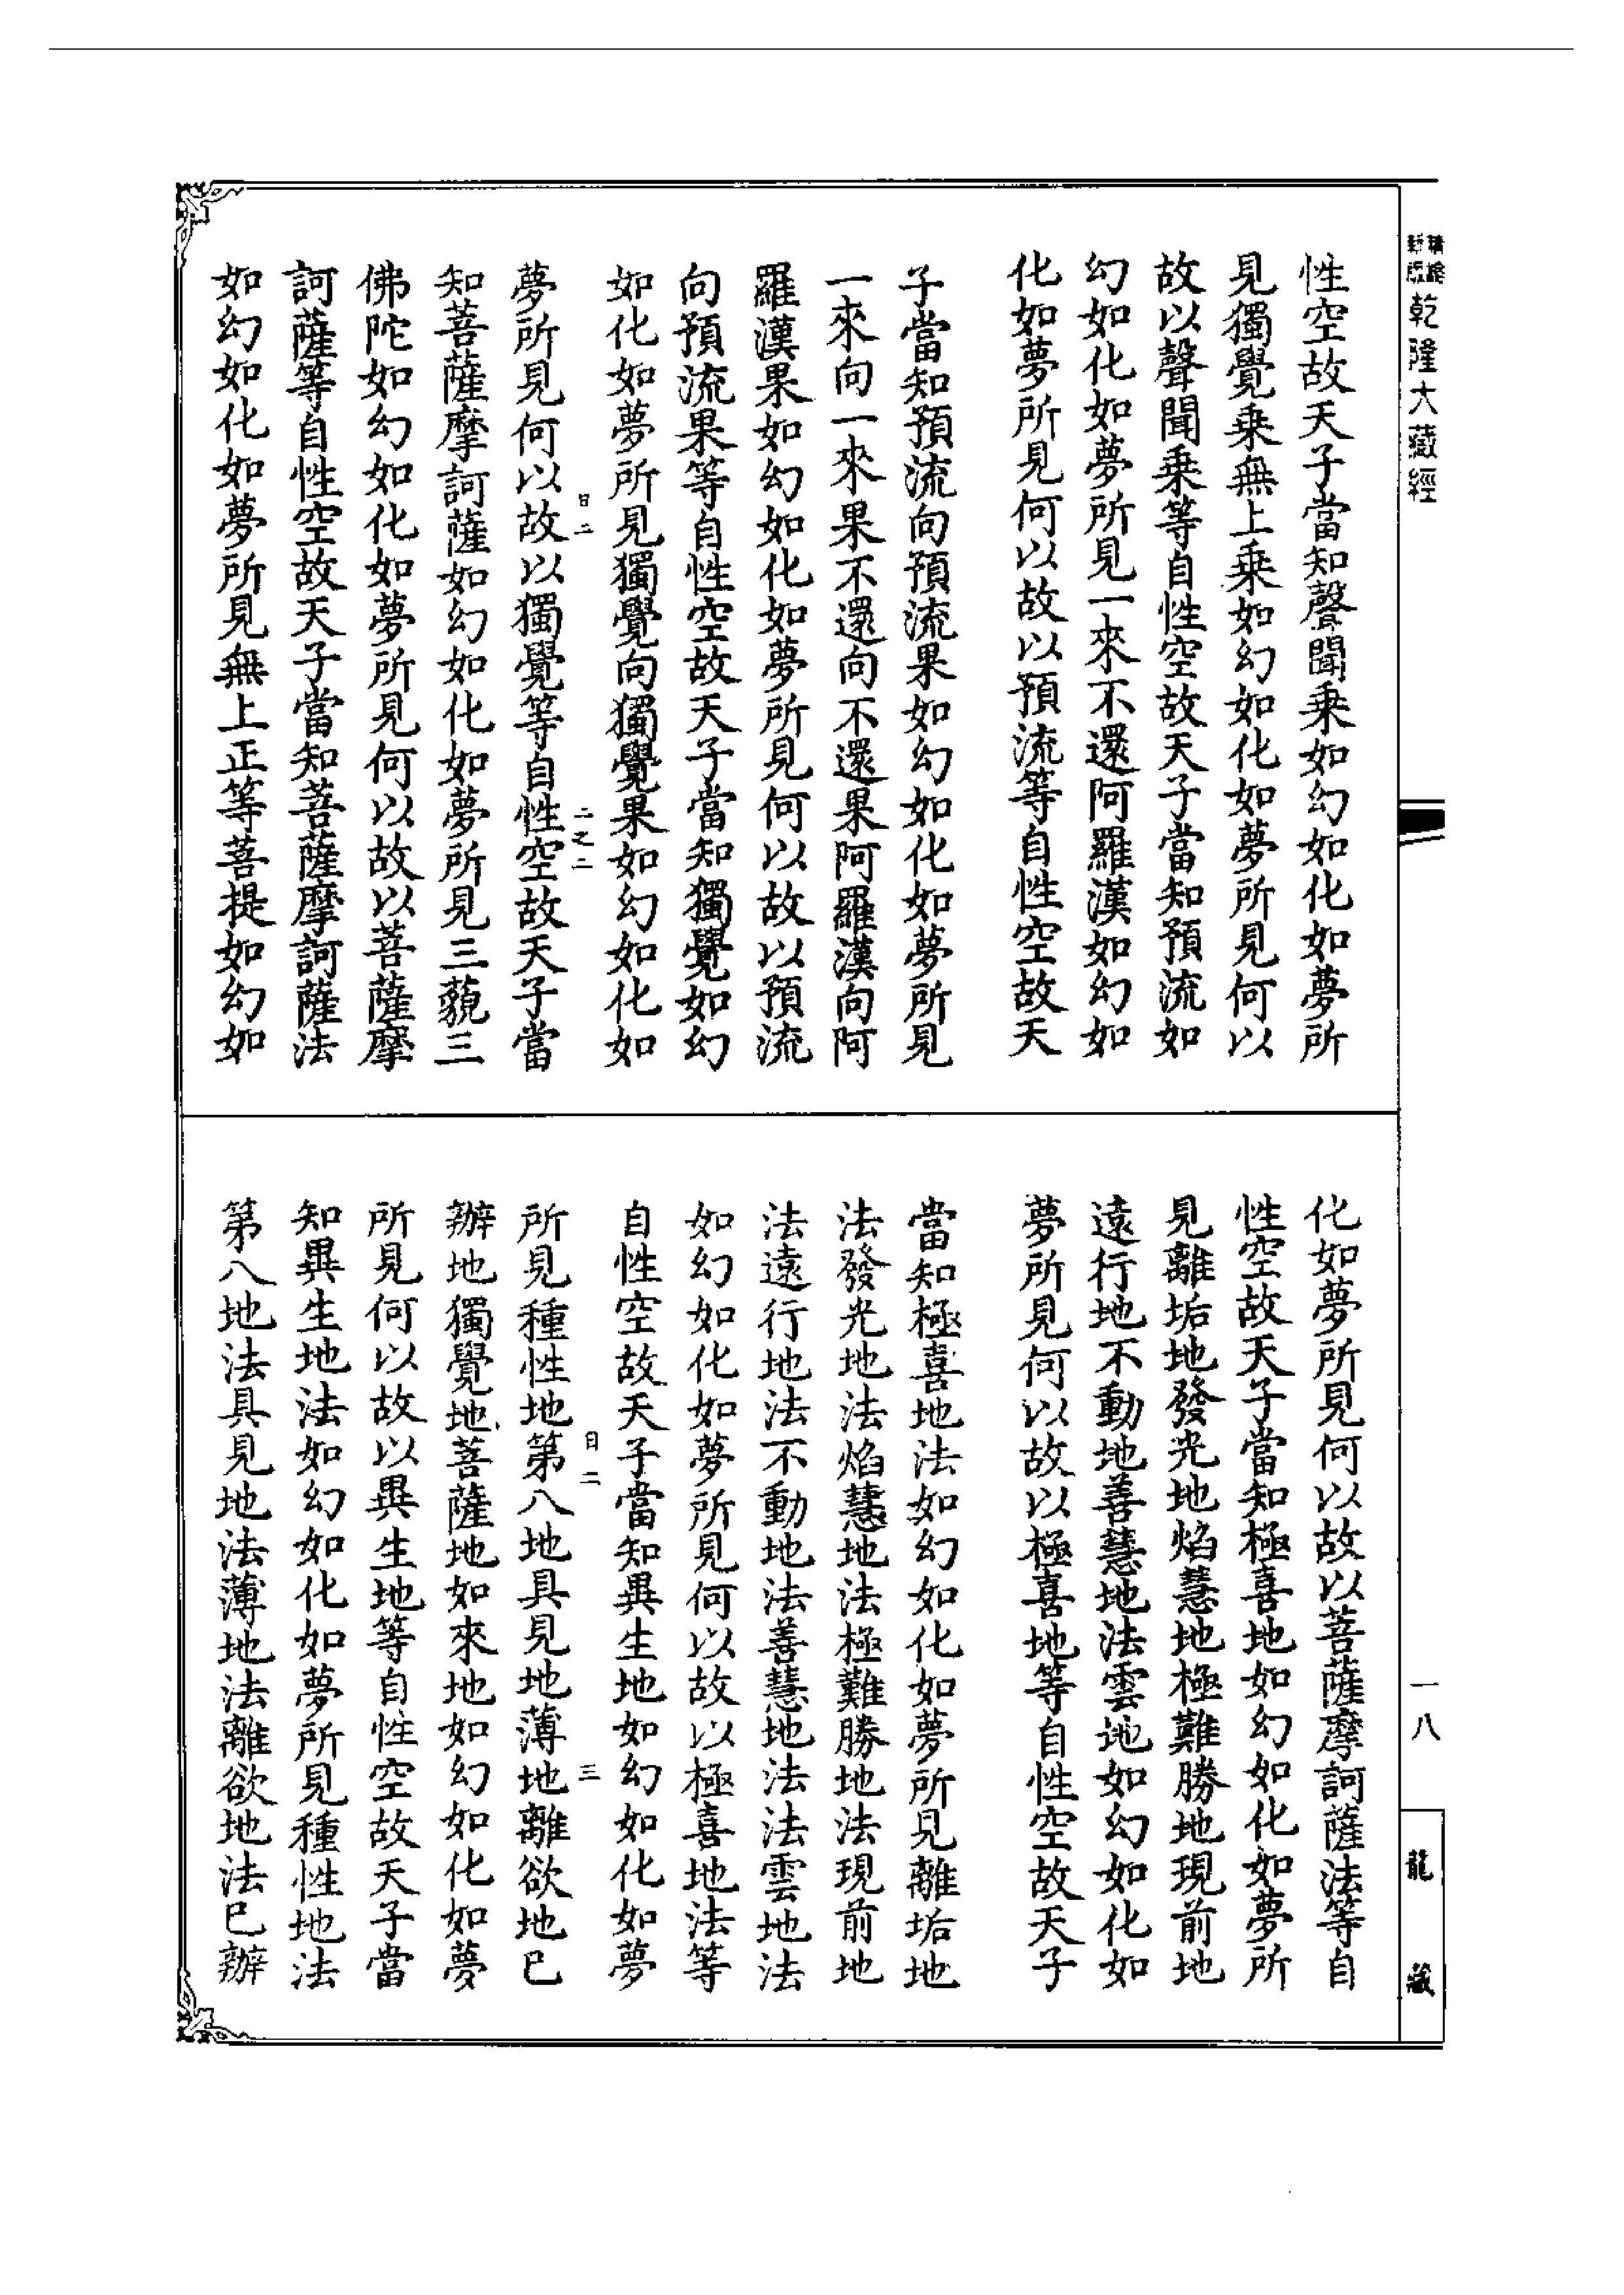 乾隆大藏經
性空故天子當知聲聞乗如幻如化如夢所
見獨覺乗無上乗如幻如化如夢所見何以
故以聲聞乗等自性空故天子當知預流如
幻如化如夢所見一來不還阿羅漢如幻如
化如夢所見何以故以預流等自性空故天
子當知預流向預流果如幻如化如夢所見
一來向一來果不還向不還果阿羅漢向阿
羅漢果如幻如化如夢所見何以故以預流
向預流果等自性空故天子當知獨覺如幻
如化如夢所見獨覺向獨覺果如幻如化如
日二 二之二
夢所見何以故以獨覺等自性空故天子當
知菩薩摩訶薩如幻如化如夢所見三藐三
佛陀如幻如化如夢所見何以故以菩薩摩
訶薩等自性空故天子當知菩薩摩訶薩法
如幻如化如夢所見無上正等菩提如幻如
化如夢所見何以故以菩薩摩訶薩法等自
性空故天子當知極喜地如幻如化如夢所
見離垢地發光地焰慧地極難勝地現前地
遠行地不動地善慧地法雲地如幻如化如
夢所見何以故以極喜地等自性空故天子
當知極喜地法如幻如化如夢所見離垢地
法發光地法焰慧地法極難勝地法現前地
法遠行地法不動地法善慧地法法雲地法
如幻如化如夢所見何以故以極喜地法等
自性空故天子當知異生地如幻如化如夢
日二 三
所見種性地第八地具見地薄地離欲地已
辦地獨覺地菩薩地如來地如幻如化如夢
所見何以故以異生地等自性空故天子當
知異生地法如幻如化如夢所見種性地法
第八地法具見地法薄地法離欲地法已辦
一八
龍藏